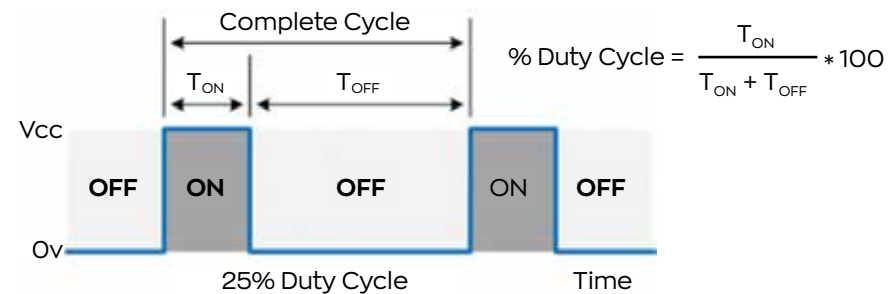 Complete Cycle
% Duty Cycle = T_ON / (T_ON + T_OFF) * 100
T_ON T_OFF
Vcc
OFF ON OFF ON OFF
0v
25% Duty Cycle Time